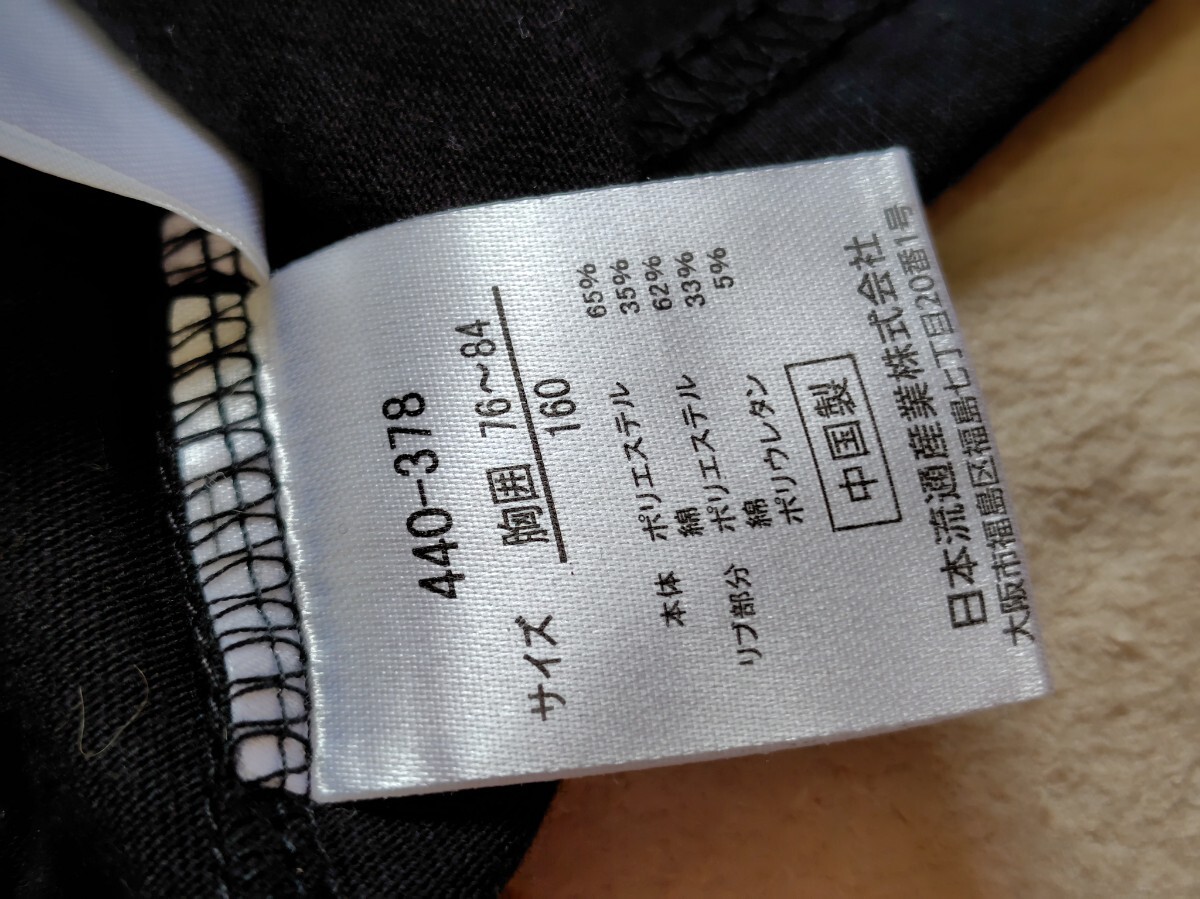 440-378
サイズ 胸囲 76～84
160
本体 ポリエステル 65%
綿 35%
リブ部分 ポリエステル 62%
綿 33%
ポリウレタン 5%
中国製
日本流通産業株式会社
大阪市福島区福島七丁目20番1号